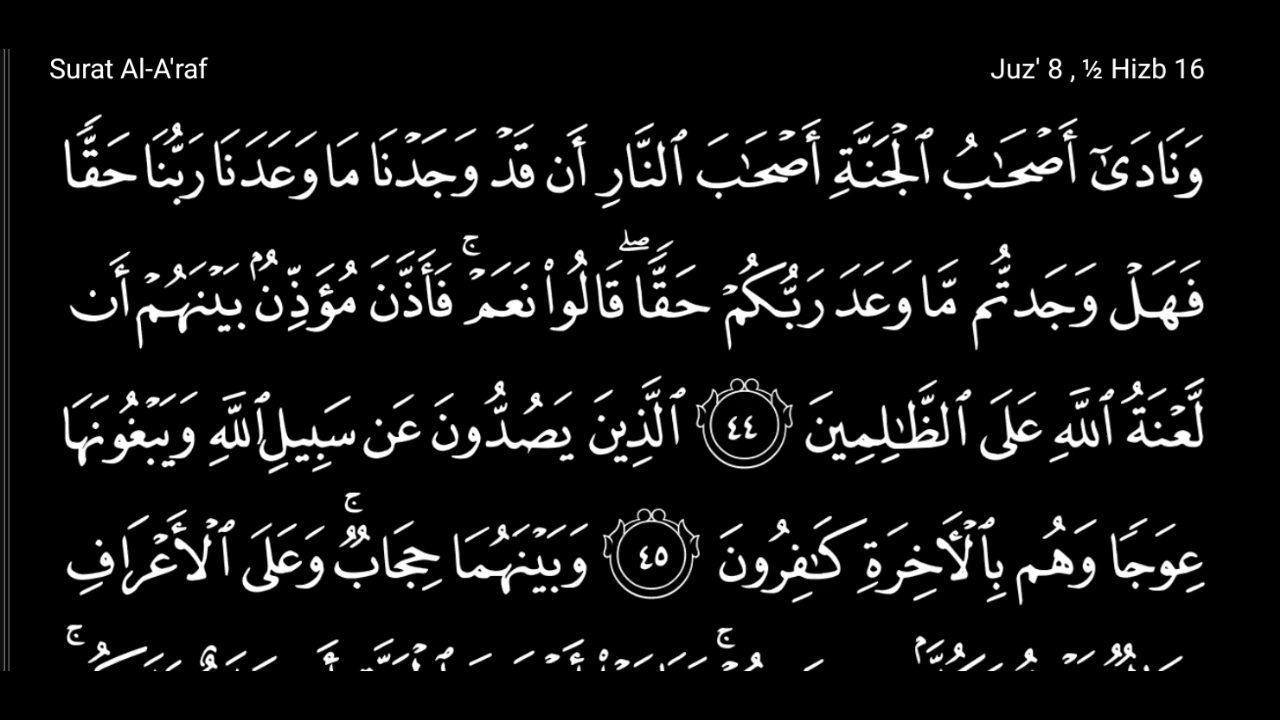 Surat Al-A'raf
Juz' 8 , ½ Hizb 16
وَنَادَىٰٓ أَصْحَـٰبُ ٱلْجَنَّةِ أَصْحَـٰبَ ٱلنَّارِ أَن قَدْ وَجَدْنَا مَا وَعَدَنَا رَبُّنَا حَقًّا
فَهَلْ وَجَدتُّم مَّا وَعَدَ رَبُّكُمْ حَقًّا ۖ قَالُوا۟ نَعَمْ ۚ فَأَذَّنَ مُؤَذِّنٌۢ بَيْنَهُمْ أَن
لَّعْنَةُ ٱللَّهِ عَلَى ٱلظَّـٰلِمِينَ ٤٤ ٱلَّذِينَ يَصُدُّونَ عَن سَبِيلِ ٱللَّهِ وَيَبْغُونَهَا
عِوَجًا وَهُم بِٱلْـَٔاخِرَةِ كَـٰفِرُونَ ٤٥ وَبَيْنَهُمَا حِجَابٌ ۚ وَعَلَى ٱلْأَعْرَافِ